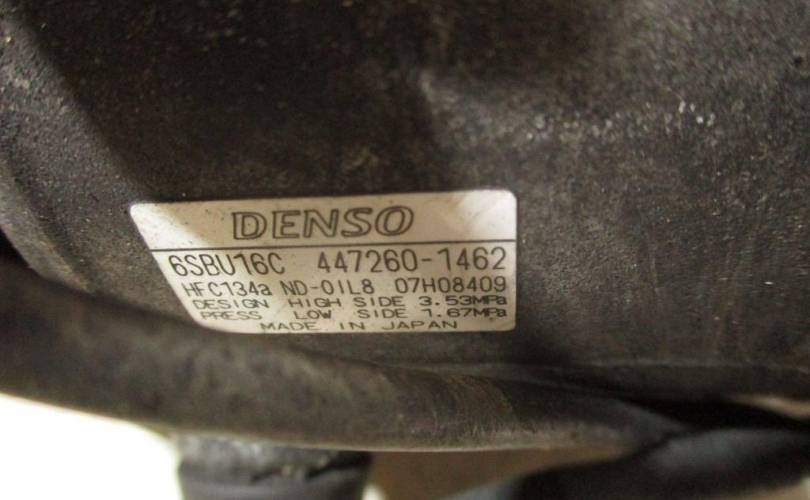 DENSO
6SBU16C 447260-1462
HFC134a ND-OIL8 07H08409
DESIGN HIGH SIDE 3.53MPa
PRESS LOW SIDE 1.67MPa
MADE IN JAPAN